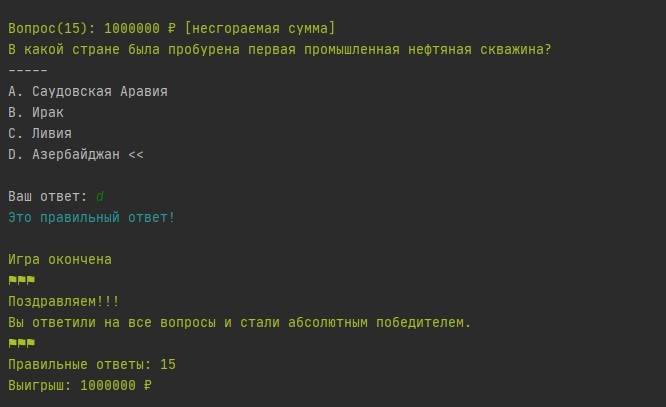 Вопрос(15): 1000000 ₽ [несгораемая сумма]
В какой стране была пробурена первая промышленная нефтяная скважина?
-----
A. Саудовская Аравия
B. Ирак
C. Ливия
D. Азербайджан <<
Ваш ответ: d
Это правильный ответ!
Игра окончена
⚑⚑⚑
Поздравляем!!!
Вы ответили на все вопросы и стали абсолютным победителем.
⚑⚑⚑
Правильные ответы: 15
Выигрыш: 1000000 ₽